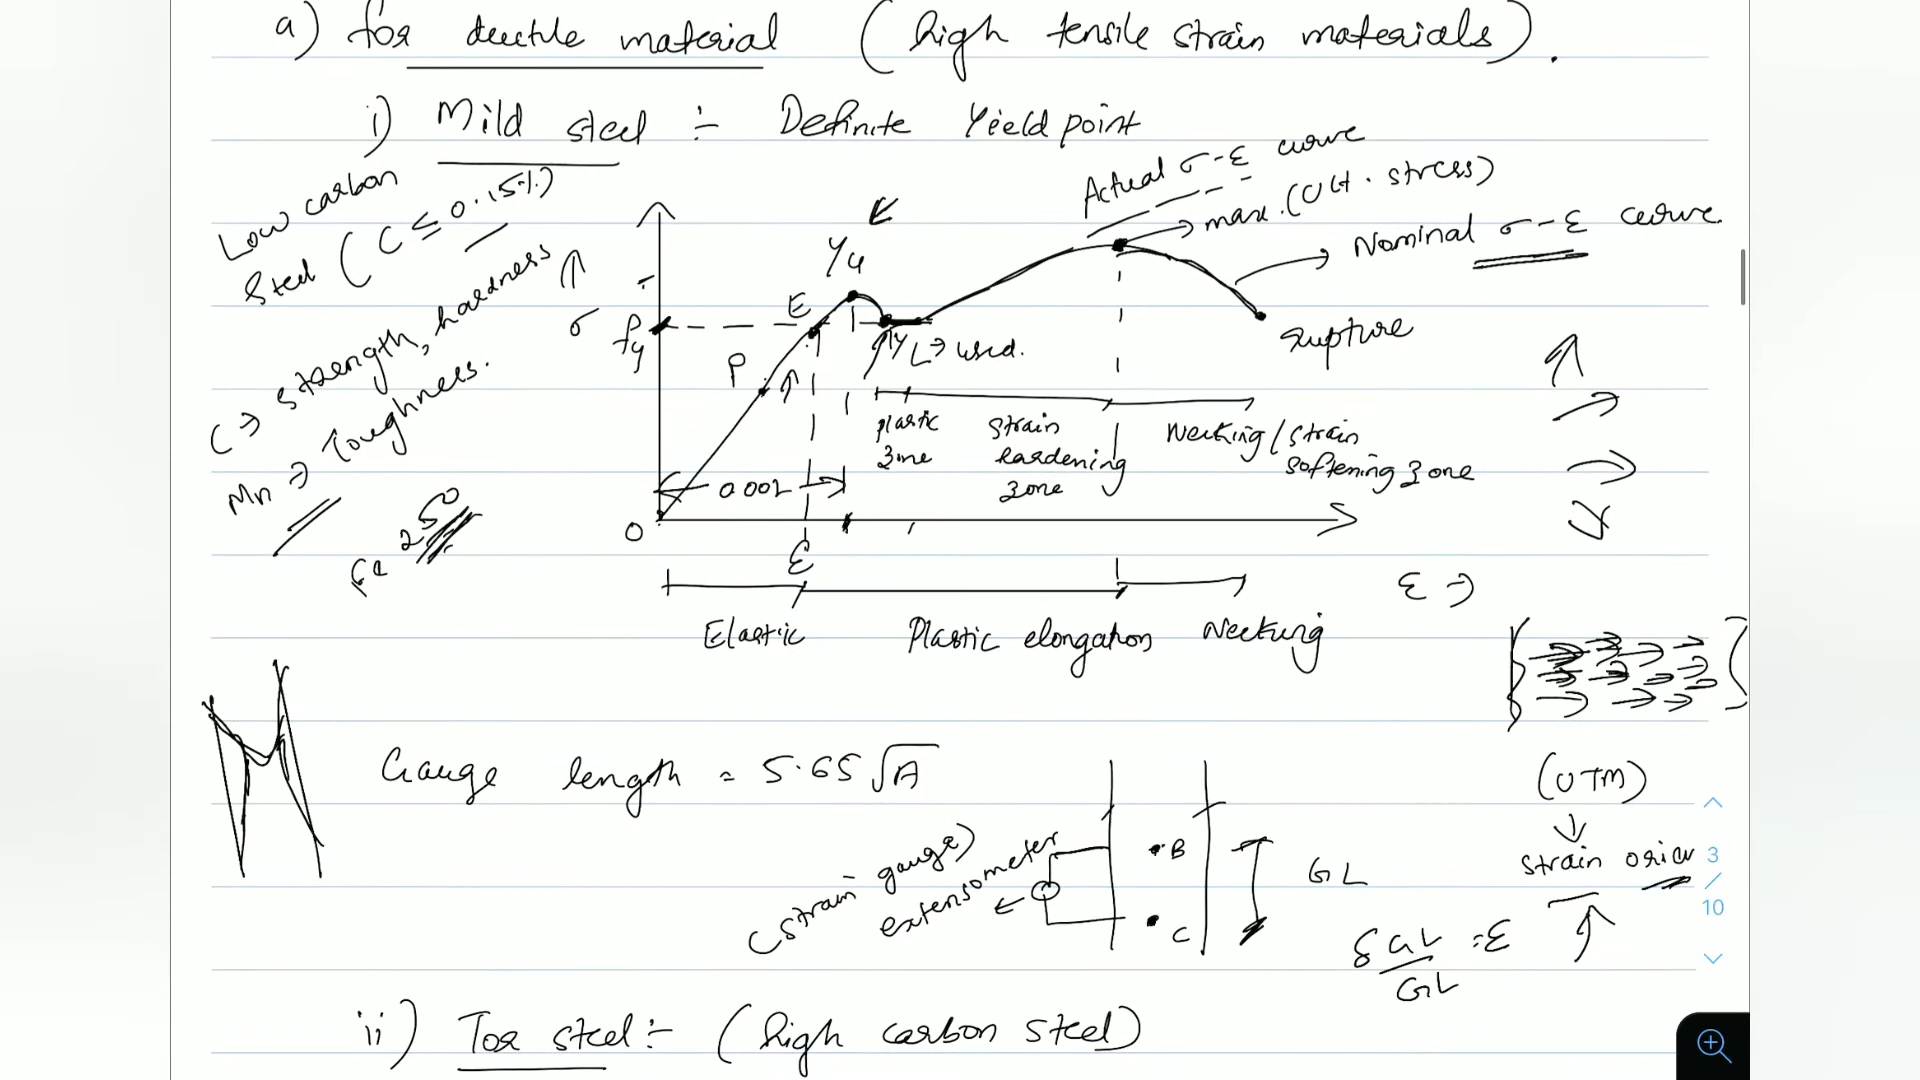 a) for ductile material (high tensile strain materials).
i) Mild steel :- Definite Yield point
Low carbon
Steel (C ≤ 0.15%)
C → strength, hardness
Mn → Toughness.
250
Actual σ-ε curve
max. (Ult. stress)
Nominal σ-ε curve
σ
fy
P
E
Yu
YL → used.
Rupture
plastic zone
strain hardening zone
Necking / strain softening zone
0.002
O
ε
ε →
Elastic
Plastic elongation
Necking
Gauge length = 5.65 √A
(strain gauge)
extensometer
B
C
GL
(UTM)
strain
δGL/GL = ε
3
/
10
ii) Tor steel :- (high carbon steel)